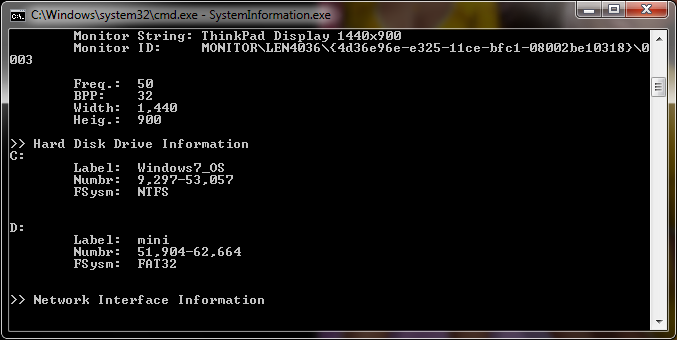 C:\Windows\system32\cmd.exe - SystemInformation.exe
Monitor String: ThinkPad Display 1440x900
Monitor ID: MONITOR\LEN4036\{4d36e96e-e325-11ce-bfc1-08002be10318}\0
003
Freq.: 50
BPP: 32
Width: 1,440
Heig.: 900
>> Hard Disk Drive Information
C:
Label: Windows7_OS
Numbr: 9,297-53,057
FSysm: NTFS
D:
Label: mini
Numbr: 51,904-62,664
FSysm: FAT32
>> Network Interface Information